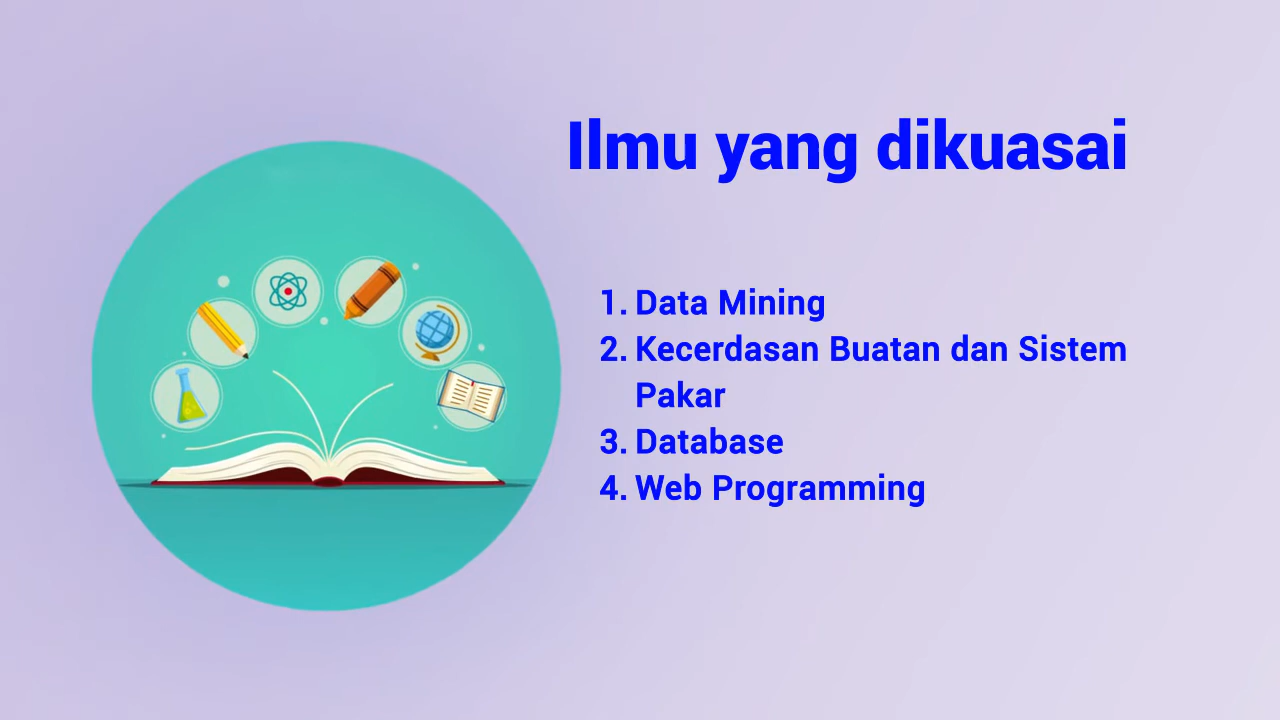 Ilmu yang dikuasai
1. Data Mining
2. Kecerdasan Buatan dan Sistem
Pakar
3. Database
4. Web Programming